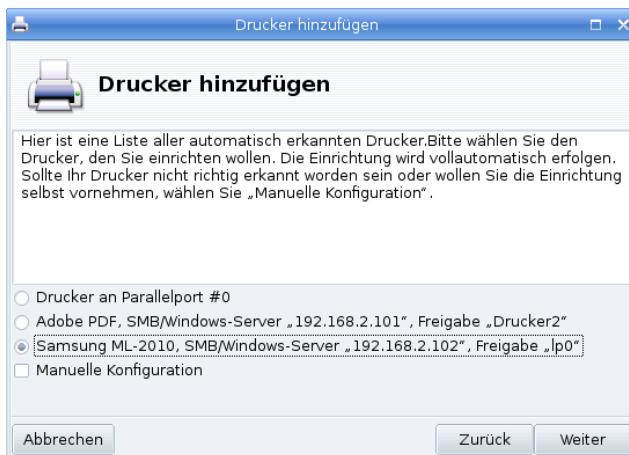 Drucker hinzufügen
Drucker hinzufügen
Hier ist eine Liste aller automatisch erkannten Drucker.Bitte wählen Sie den
Drucker, den Sie einrichten wollen. Die Einrichtung wird vollautomatisch erfolgen.
Sollte Ihr Drucker nicht richtig erkannt worden sein oder wollen Sie die Einrichtung
selbst vornehmen, wählen Sie „Manuelle Konfiguration“.
Drucker an Parallelport #0
Adobe PDF, SMB/Windows-Server „192.168.2.101“, Freigabe „Drucker2“
Samsung ML-2010, SMB/Windows-Server „192.168.2.102“, Freigabe „lp0“
Manuelle Konfiguration
Abbrechen
Zurück
Weiter